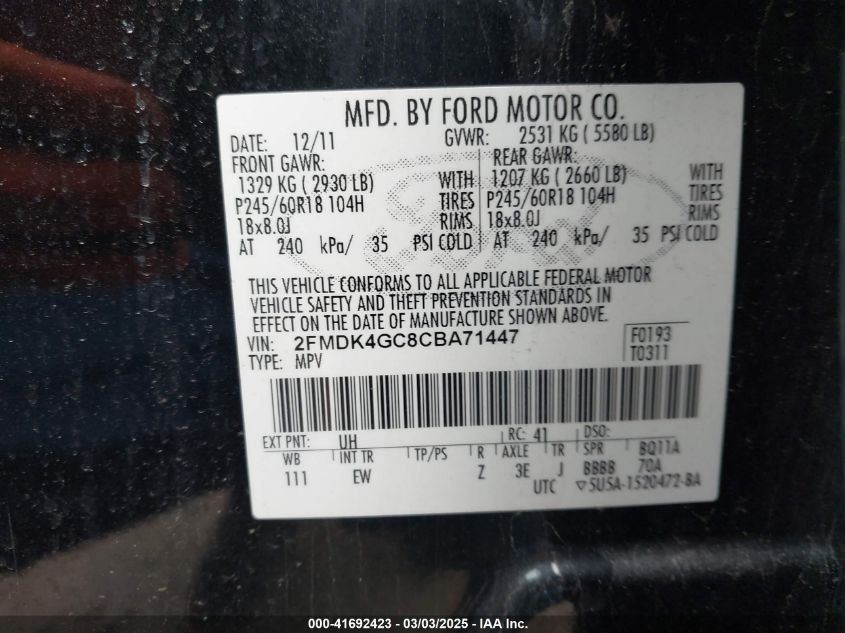 MFD. BY FORD MOTOR CO.
DATE: 12/11 GVWR: 2531 KG ( 5580 LB)
FRONT GAWR: REAR GAWR:
1329 KG ( 2930 LB) WITH 1207 KG ( 2660 LB) WITH
P245/60R18 104H TIRES P245/60R18 104H TIRES
18x8.0J RIMS 18x8.0J RIMS
AT 240 kPa/ 35 PSI COLD AT 240 kPa/ 35 PSI COLD
THIS VEHICLE CONFORMS TO ALL APPLICABLE FEDERAL MOTOR
VEHICLE SAFETY AND THEFT PREVENTION STANDARDS IN
EFFECT ON THE DATE OF MANUFACTURE SHOWN ABOVE.
VIN: 2FMDK4GC8CBA71447 F0193
TYPE: MPV T0311
EXT PNT: UH RC: 41 DSO:
WB INT TR TP/PS R AXLE TR SPR BQ11A
111 EW Z 3E J BBBB 70A
UTC ▽5U5A-1520472-BA
000-41692423 - 03/03/2025 - IAA, Inc.